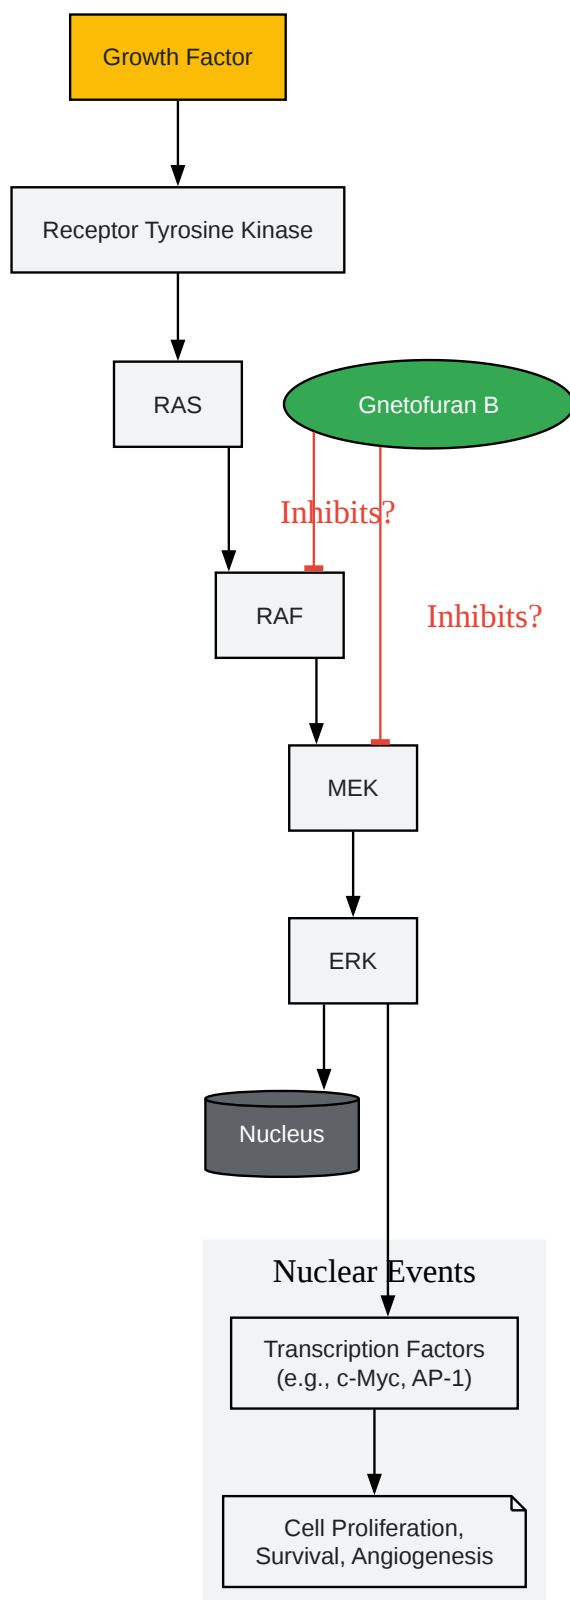 Growth Factor
Receptor Tyrosine Kinase
RAS
Gnetofuran B
Inhibits?
RAF
Inhibits?
MEK
ERK
Nucleus
Nuclear Events
Transcription Factors
(e.g., c-Myc, AP-1)
Cell Proliferation,
Survival, Angiogenesis